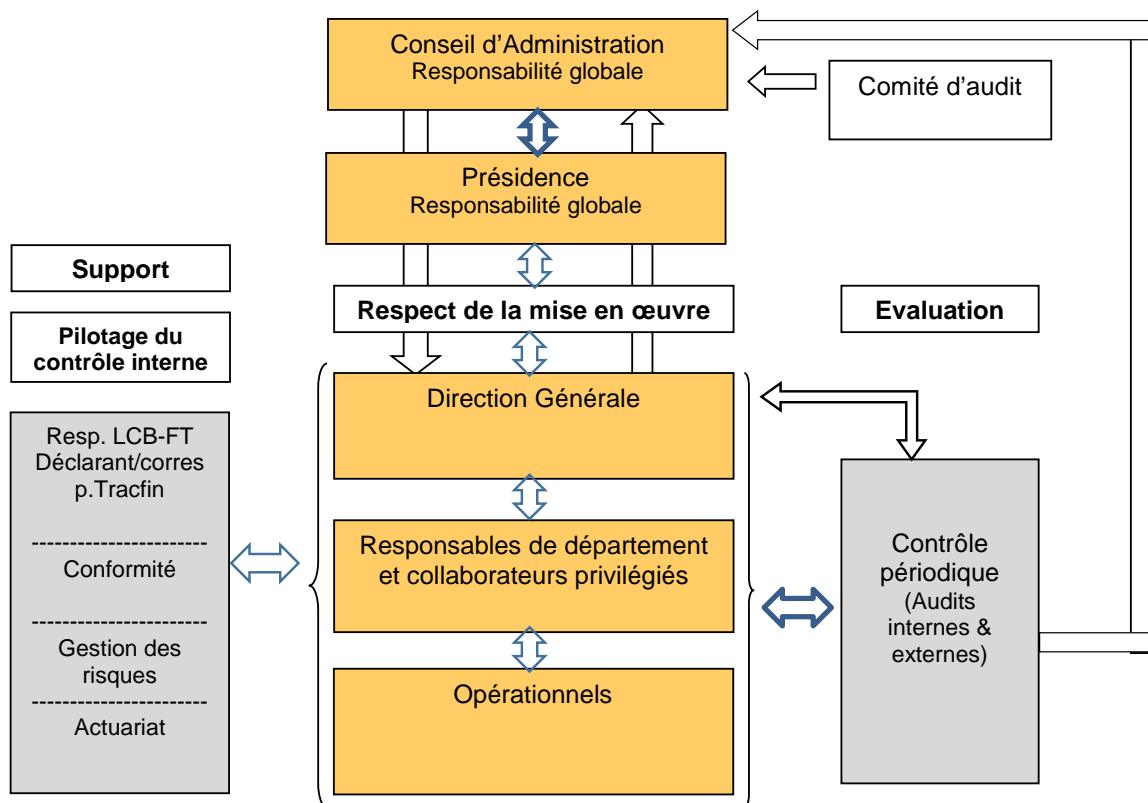 Conseil d'Administration
Responsabilité globale
Comité d'audit
Présidence
Responsabilité globale
Support
Respect de la mise en œuvre
Evaluation
Pilotage du
contrôle interne
Direction Générale
Resp. LCB-FT
Déclarant/corres
p.Tracfin
------------------------
Conformité
------------------------
Gestion des
risques
------------------------
Actuariat
Responsables de département
et collaborateurs privilégiés
Opérationnels
Contrôle
périodique
(Audits
internes &
externes)